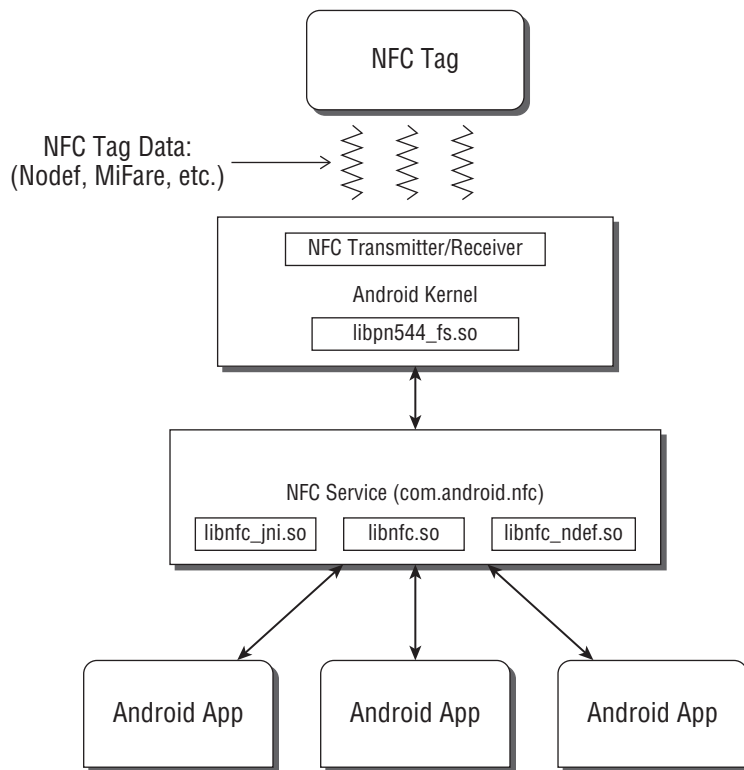 NFC Tag
NFC Tag Data:
(Nodef, MiFare, etc.)
NFC Transmitter/Receiver
Android Kernel
libpn544_fs.so
NFC Service (com.android.nfc)
libnfc_jni.so
libnfc.so
libnfc_ndef.so
Android App
Android App
Android App